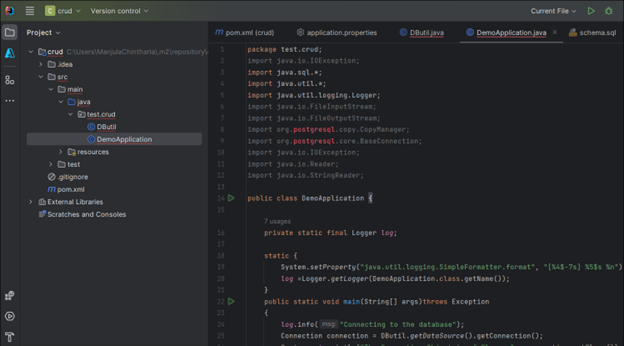 crud
Version control
Current File
Project
pom.xml (crud)
application.properties
DButil.java
DemoApplication.java
schema.sql
crud C:\Users\ManjulaChintharla\.m2\repository\
.idea
src
main
java
test.crud
DButil
DemoApplication
resources
test
.gitignore
pom.xml
External Libraries
Scratches and Consoles
1 package test.crud;
2 import java.io.IOException;
3 import java.sql.*;
4 import java.util.*;
5 import java.util.logging.Logger;
6 import java.io.FileInputStream;
7 import java.io.FileOutputStream;
8 import org.postgresql.copy.CopyManager;
9 import org.postgresql.core.BaseConnection;
10 import java.io.IOException;
11 import java.io.Reader;
12 import java.io.StringReader;
13
14 public class DemoApplication {
15
7 usages
16 private static final Logger log;
17
18 static {
19 System.setProperty("java.util.logging.SimpleFormatter.format", "[%4$-7s] %5$s %n")
20 log =Logger.getLogger(DemoApplication.class.getName());
21 }
22 public static void main(String[] args)throws Exception
23 {
24 log.info( msg: "Connecting to the database");
25 Connection connection = DButil.getDataSource().getConnection();